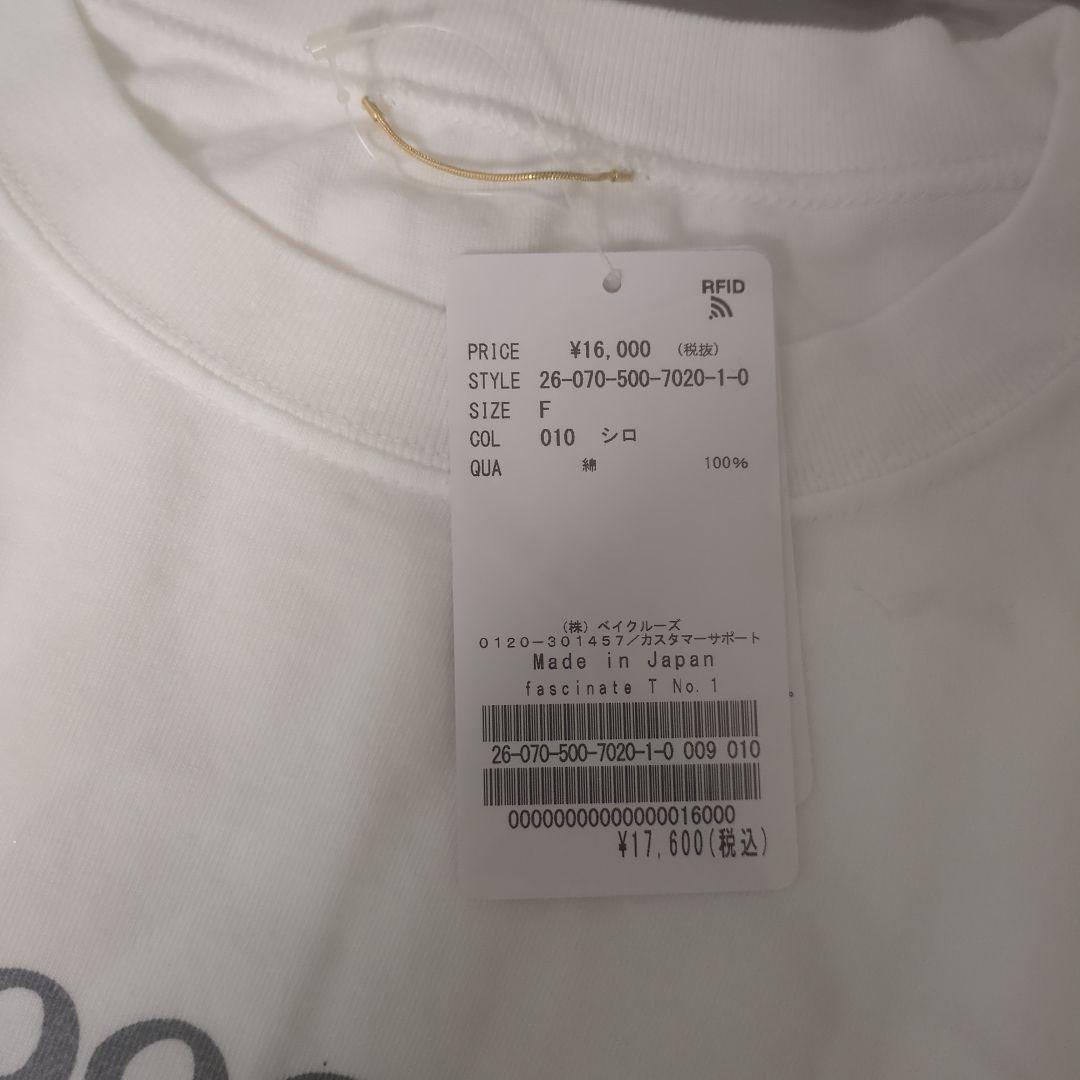 RFID
PRICE ¥16,000 (税抜)
STYLE 26-070-500-7020-1-0
SIZE F
COL 010 シロ
QUA 綿 100%
(株)ベイクルーズ
0120-301457/カスタマーサポート
Made in Japan
fascinate T No.1
26-070-500-7020-1-0 009 010
00000000000000016000
¥17,600(税込)